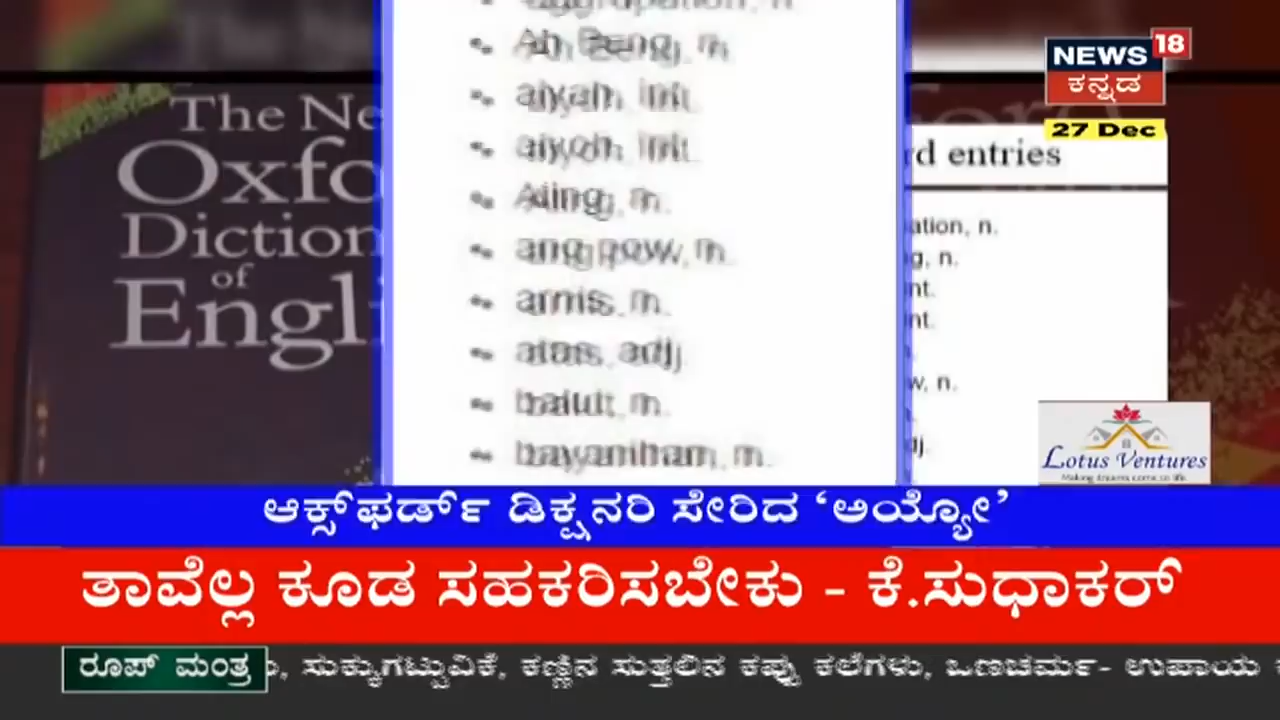 NEWS 18
ಕನ್ನಡ
27 Dec
The Ne
Oxfo
Diction
of
Engl
Ah Beng, n.
aiyah, int.
aiyoh, int.
Aling, n.
ang pow, n.
arnis, n.
atas, adj.
balut, n.
bayanihan, n.
rd entries
ation, n.
g, n.
nt.
nt.
w, n.
dj.
Lotus Ventures
ಆಕ್ಸ್‌ಫರ್ಡ್ ಡಿಕ್ಷನರಿ ಸೇರಿದ ‘ಅಯ್ಯೋ’
ತಾವೆಲ್ಲ ಕೂಡ ಸಹಕರಿಸಬೇಕು - ಕೆ.ಸುಧಾಕರ್
ರೂಪ್ ಮಂತ್ರ , ಸುಕ್ಕುಗಟ್ಟುವಿಕೆ, ಕಣ್ಣಿನ ಸುತ್ತಲಿನ ಕಪ್ಪು ಕಲೆಗಳು, ಒಣಚರ್ಮ- ಉಪಾಯ